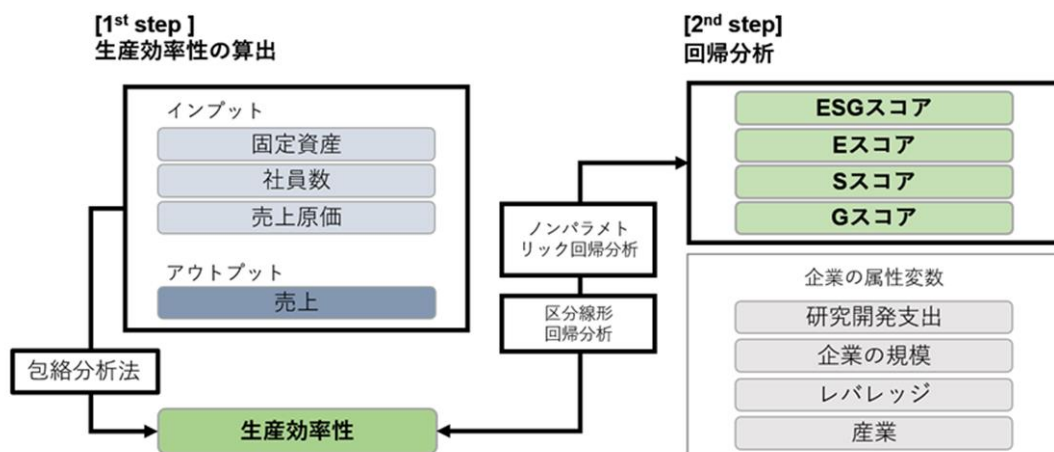 [1st step ]
生産効率性の算出
インプット
固定資産
社員数
売上原価
アウトプット
売上
包絡分析法
生産効率性
ノンパラメト
リック回帰分析
区分線形
回帰分析
[2nd step]
回帰分析
ESGスコア
Eスコア
Sスコア
Gスコア
企業の属性変数
研究開発支出
企業の規模
レバレッジ
産業